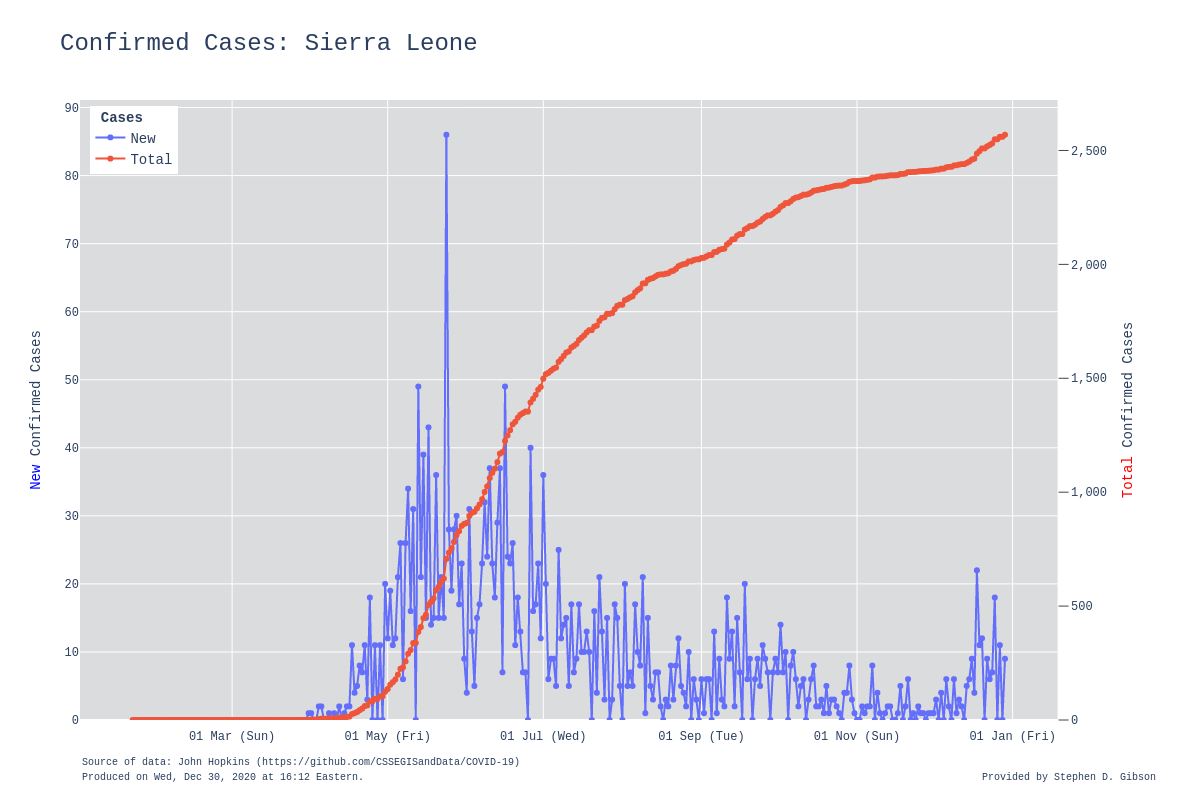 Confirmed Cases: Sierra Leone
Cases
New
Total
90
80
70
60
50
40
30
20
10
0
New Confirmed Cases
2,500
2,000
1,500
1,000
500
0
Total Confirmed Cases
01 Mar (Sun) 01 May (Fri) 01 Jul (Wed) 01 Sep (Tue) 01 Nov (Sun) 01 Jan (Fri)
Source of data: John Hopkins (https://github.com/CSSEGISandData/COVID-19)
Produced on Wed, Dec 30, 2020 at 16:12 Eastern.
Provided by Stephen D. Gibson